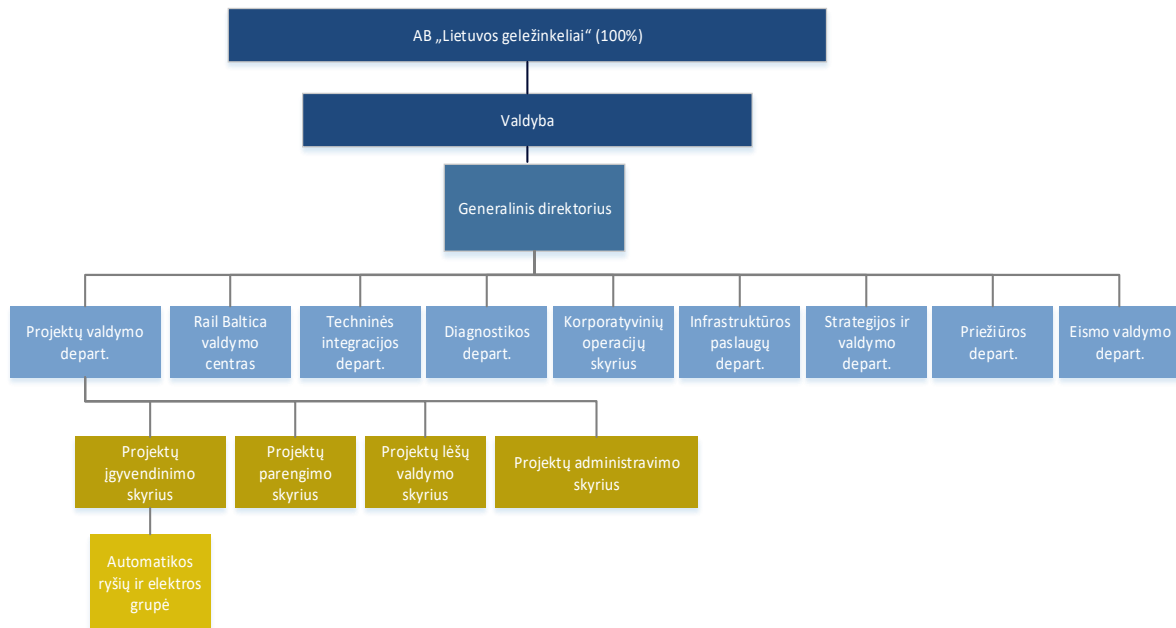 AB „Lietuvos geležinkeliai“ (100%)
Valdyba
Generalinis direktorius
Projektų valdymo
depart.
Rail Baltica
valdymo
centras
Techninės
integracijos
depart.
Diagnostikos
depart.
Korporatyvinių
operacijų
skyrius
Infrastruktūros
paslaugų
depart.
Strategijos ir
valdymo
depart.
Priežiūros
depart.
Eismo valdymo
depart.
Projektų
įgyvendinimo
skyrius
Projektų
parengimo
skyrius
Projektų lėšų
valdymo
skyrius
Projektų administravimo
skyrius
Automatikos
ryšių ir elektros
grupė